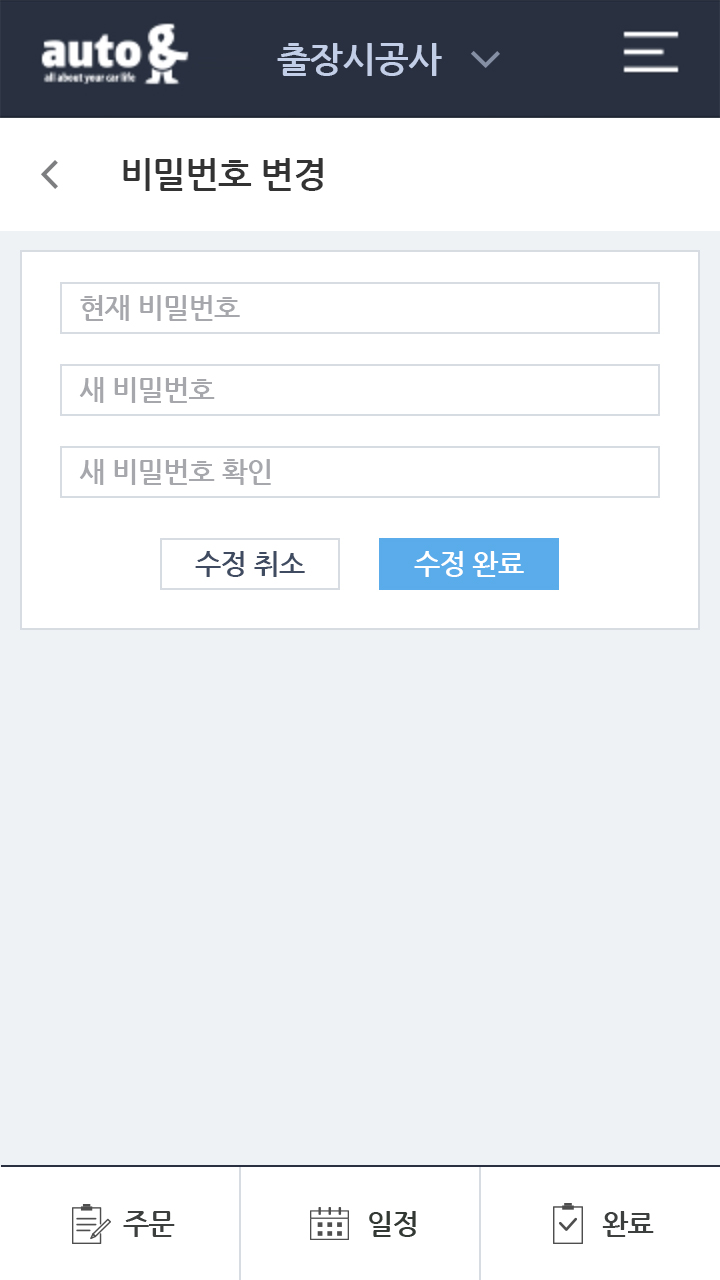 auto &
all about your car life
출장시공사
비밀번호 변경
현재 비밀번호
새 비밀번호
새 비밀번호 확인
수정 취소
수정 완료
주문
일정
완료